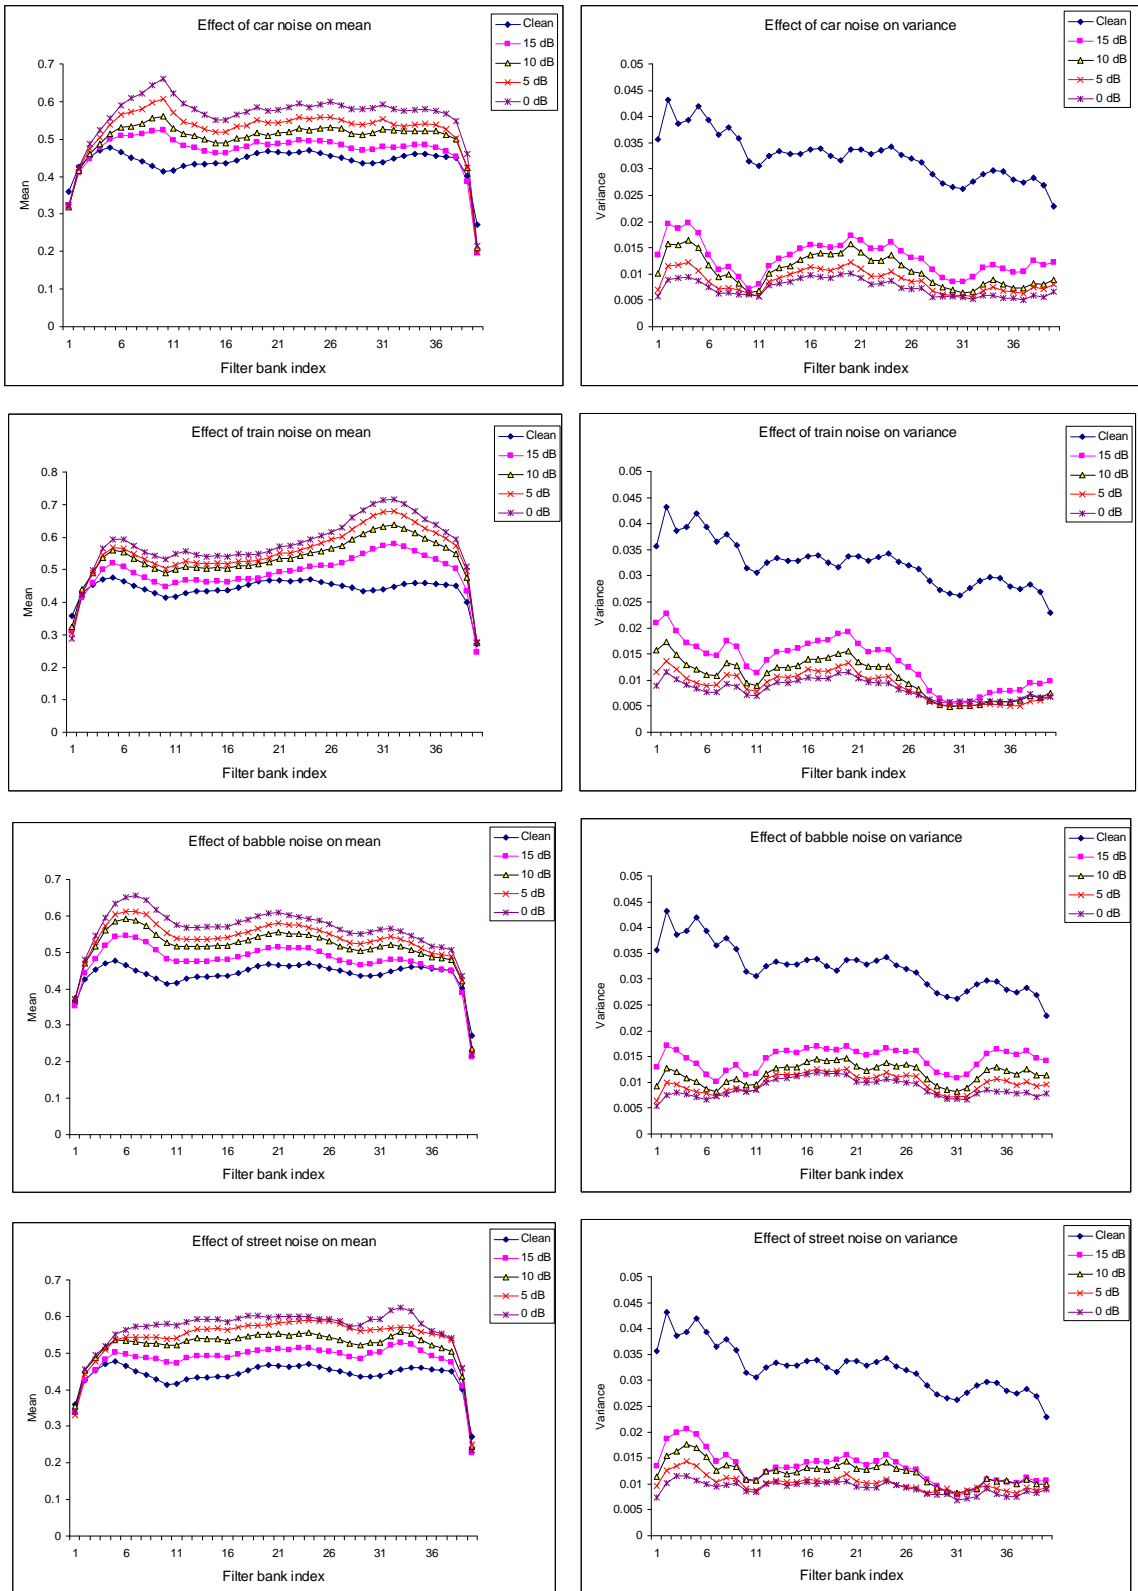 Effect of car noise on mean
Clean
15 dB
10 dB
5 dB
0 dB
0.7
0.6
0.5
0.4
0.3
0.2
0.1
0
Mean
1 6 11 16 21 26 31 36
Filter bank index
Effect of car noise on variance
Clean
15 dB
10 dB
5 dB
0 dB
0.05
0.045
0.04
0.035
0.03
0.025
0.02
0.015
0.01
0.005
0
Variance
1 6 11 16 21 26 31 36
Filter bank index
Effect of train noise on mean
Clean
15 dB
10 dB
5 dB
0 dB
0.8
0.7
0.6
0.5
0.4
0.3
0.2
0.1
0
Mean
1 6 11 16 21 26 31 36
Filter bank index
Effect of train noise on variance
Clean
15 dB
10 dB
5 dB
0 dB
0.05
0.045
0.04
0.035
0.03
0.025
0.02
0.015
0.01
0.005
0
Variance
1 6 11 16 21 26 31 36
Filter bank index
Effect of babble noise on mean
Clean
15 dB
10 dB
5 dB
0 dB
0.7
0.6
0.5
0.4
0.3
0.2
0.1
0
Mean
1 6 11 16 21 26 31 36
Filter bank index
Effect of babble noise on variance
Clean
15 dB
10 dB
5 dB
0 dB
0.05
0.045
0.04
0.035
0.03
0.025
0.02
0.015
0.01
0.005
0
Variance
1 6 11 16 21 26 31 36
Filter bank index
Effect of street noise on mean
Clean
15 dB
10 dB
5 dB
0 dB
0.7
0.6
0.5
0.4
0.3
0.2
0.1
0
Mean
1 6 11 16 21 26 31 36
Filter bank index
Effect of street noise on variance
Clean
15 dB
10 dB
5 dB
0 dB
0.05
0.045
0.04
0.035
0.03
0.025
0.02
0.015
0.01
0.005
0
Variance
1 6 11 16 21 26 31 36
Filter bank index